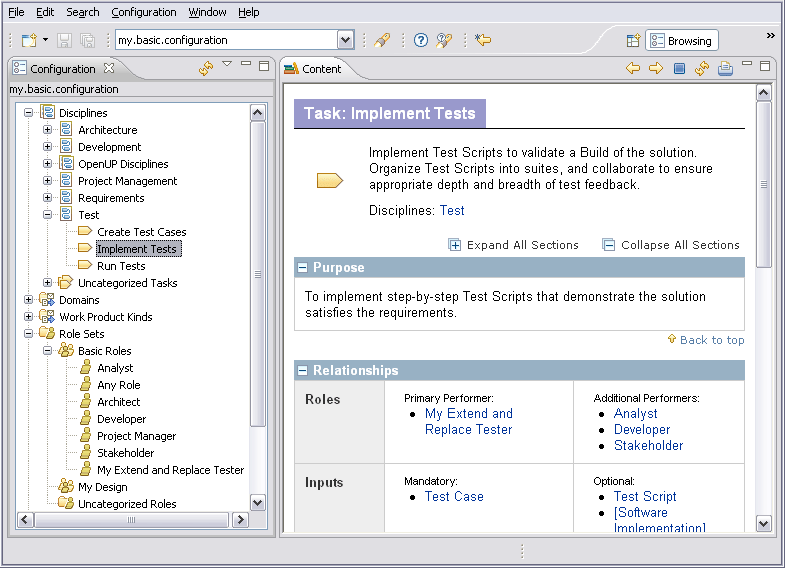 File Edit Search Configuration Window Help
my.basic.configuration
Browsing
»
Configuration
my.basic.configuration
Disciplines
Architecture
Development
OpenUP Disciplines
Project Management
Requirements
Test
Create Test Cases
Implement Tests
Run Tests
Uncategorized Tasks
Domains
Work Product Kinds
Role Sets
Basic Roles
Analyst
Any Role
Architect
Developer
Project Manager
Stakeholder
My Extend and Replace Tester
My Design
Uncategorized Roles
Content
Task: Implement Tests
Implement Test Scripts to validate a Build of the solution.
Organize Test Scripts into suites, and collaborate to ensure
appropriate depth and breadth of test feedback.
Disciplines: Test
Expand All Sections Collapse All Sections
Purpose
To implement step-by-step Test Scripts that demonstrate the solution
satisfies the requirements.
Back to top
Relationships
Roles
Primary Performer:
• My Extend and
Replace Tester
Additional Performers:
• Analyst
• Developer
• Stakeholder
Inputs
Mandatory:
• Test Case
Optional:
• Test Script
• [Software
Implementation]